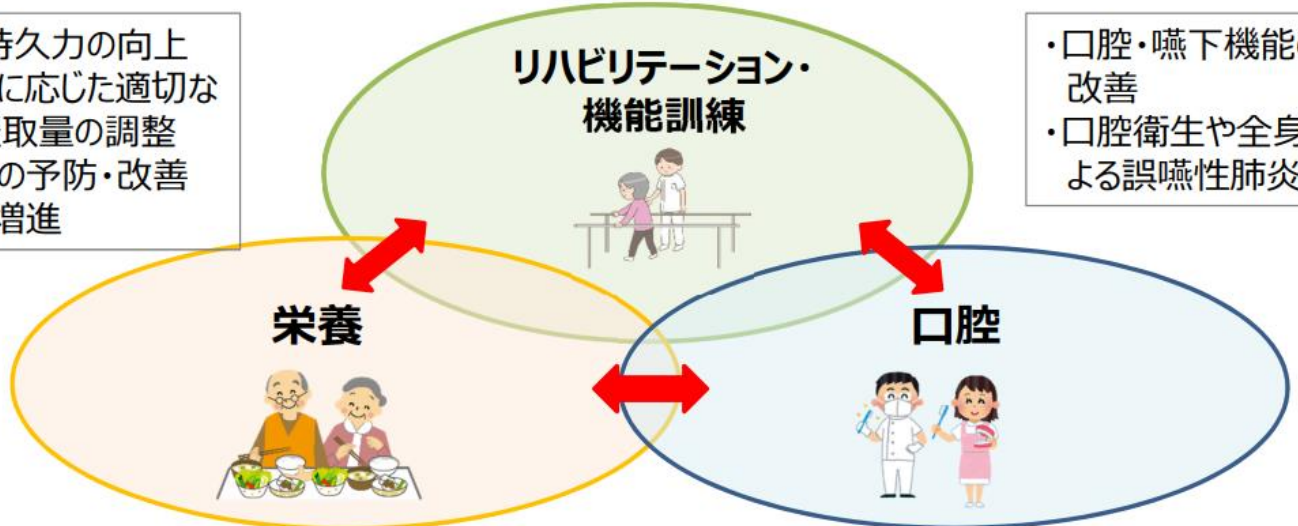 持久力の向上
に応じた適切な
取量の調整
の予防・改善
増進
リハビリテーション・
機能訓練
・口腔・嚥下機能
改善
・口腔衛生や全身
よる誤嚥性肺炎
栄養
口腔